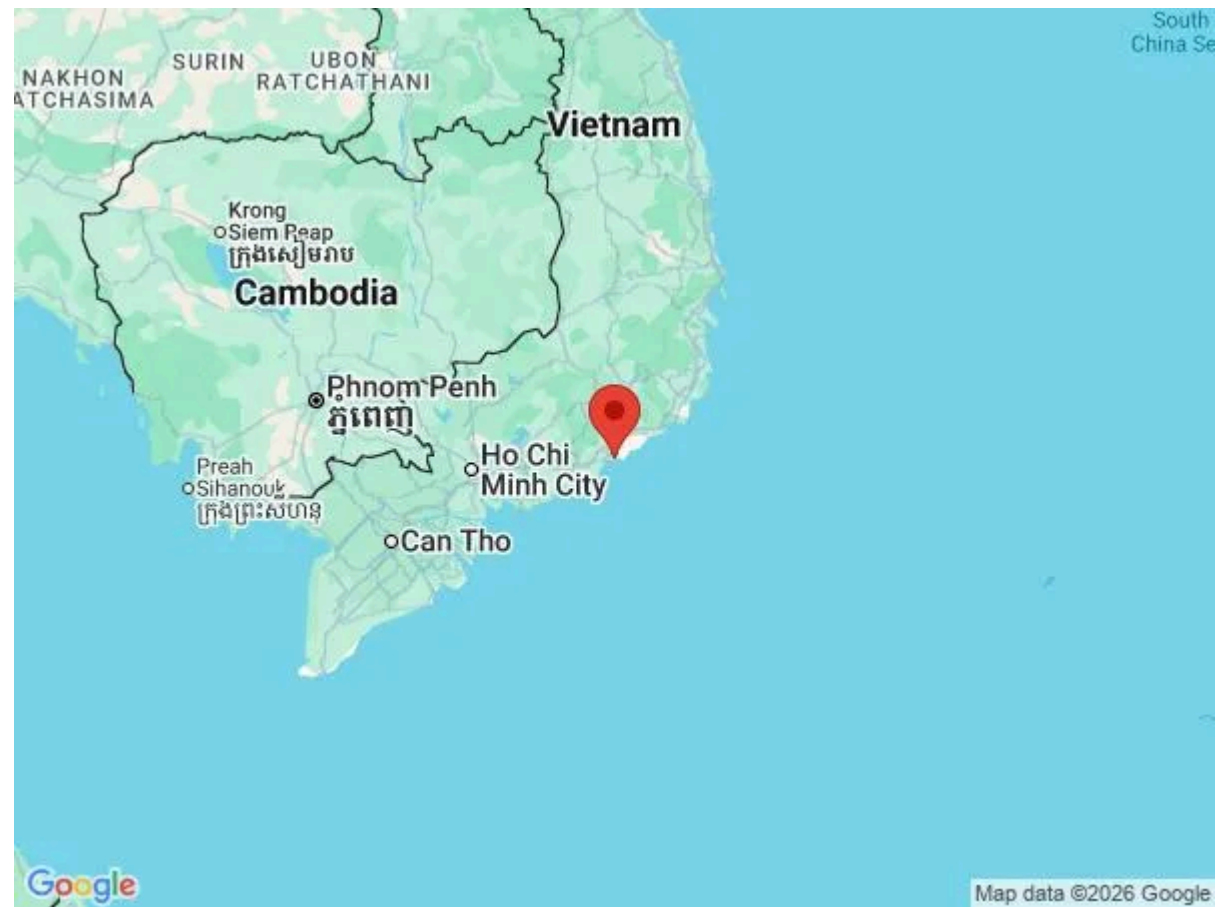 South
China Se
SURIN
UBON
RATCHATHANI
NAKHON
ATCHASIMA
Vietnam
Krong
Siem Reap
ក្រុងសៀមរាប
Cambodia
Phnom Penh
ភ្នំពេញ
Ho Chi
Minh City
Preah
Sihanouk
ក្រុងព្រះសីហនុ
Can Tho
Google
Map data ©2026 Google